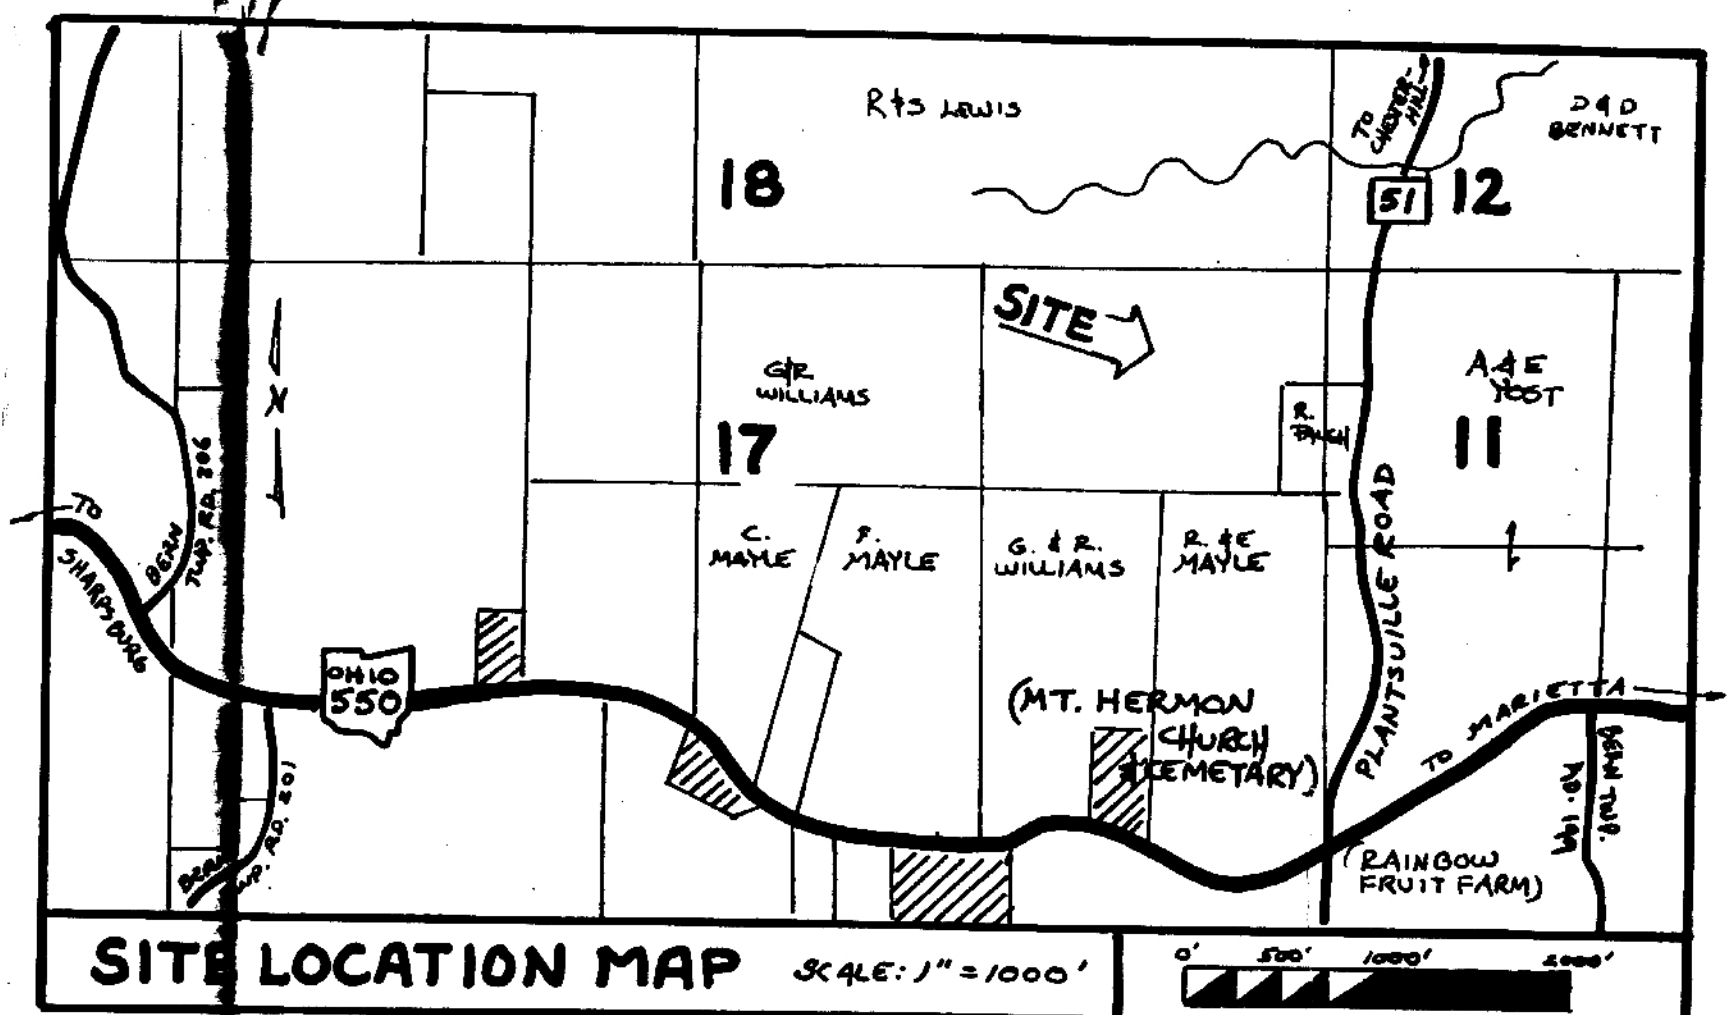 R & S LEWIS
TO
CHESTER-
HILL
D & D
BENNETT
18
51
12
SITE
G & R
WILLIAMS
17
A & E
YOST
11
R.
TO
SHARPSBURG
BERN
TWP. RD. 206
C.
MAYLE
F.
MAYLE
G. & R.
WILLIAMS
R. & E
MAYLE
PLANTSVILLE ROAD
OHIO
550
(MT. HERMON
CHURCH
& CEMETARY)
TO MARIETTA
BERN TWP.
RD. 191
BERN
TWP. RD. 201
(RAINBOW
FRUIT FARM)
SITE LOCATION MAP
SCALE: 1" = 1000'
0' 500' 1000' 2000'